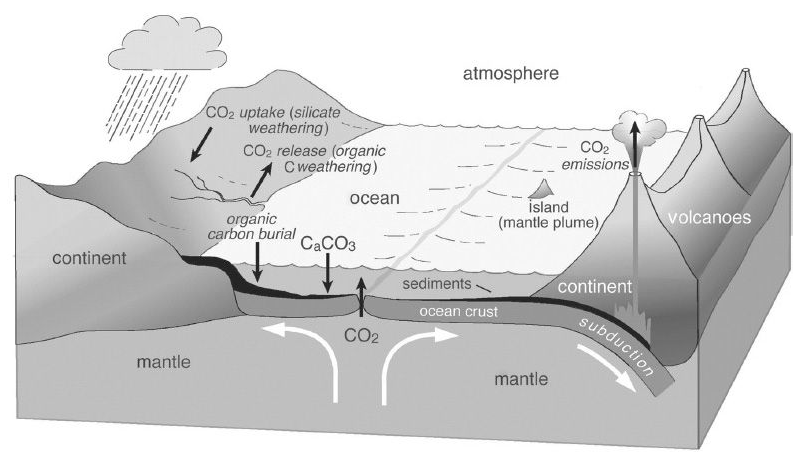 atmosphere
CO₂ uptake (silicate
weathering)
CO₂ release (organic
C weathering)
CO₂
emissions
ocean
island
(mantle plume)
volcanoes
organic
carbon burial
CaCO₃
continent
sediments
continent
ocean crust
CO₂
subduction
mantle
mantle